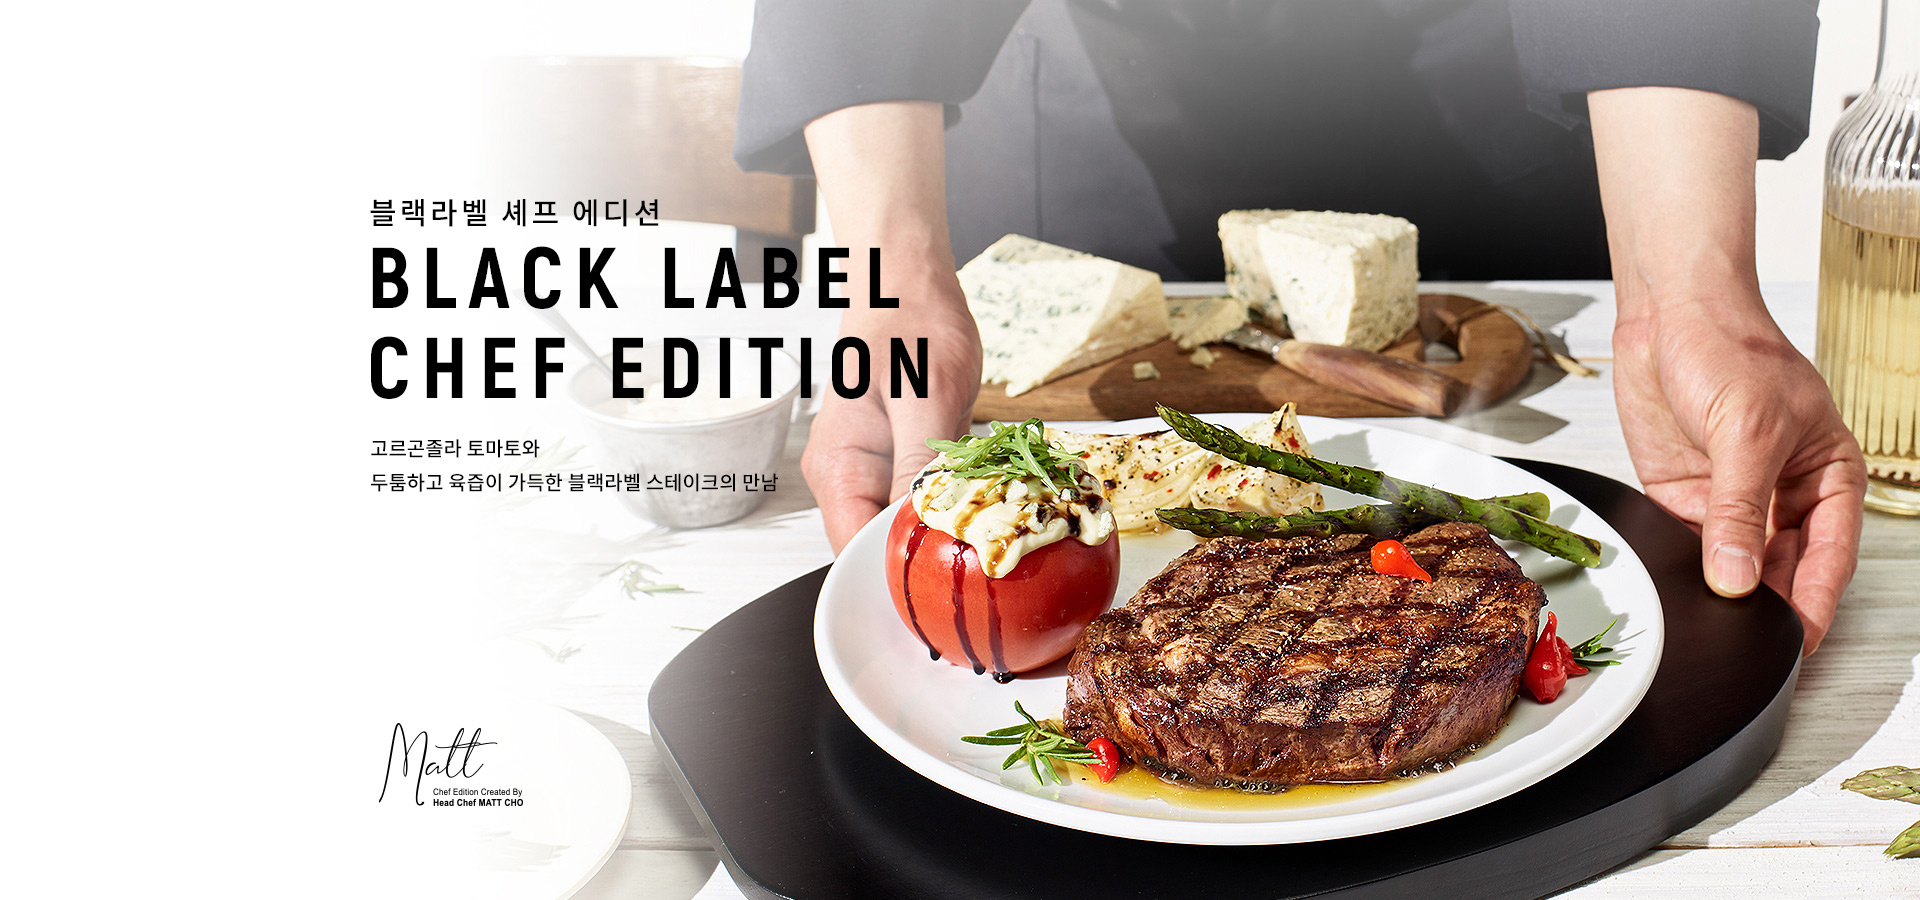 블랙라벨 셰프 에디션
BLACK LABEL
CHEF EDITION
고르곤졸라 토마토와
두툼하고 육즙이 가득한 블랙라벨 스테이크의 만남
Matt
Chef Edition Created By
Head Chef MATT CHO